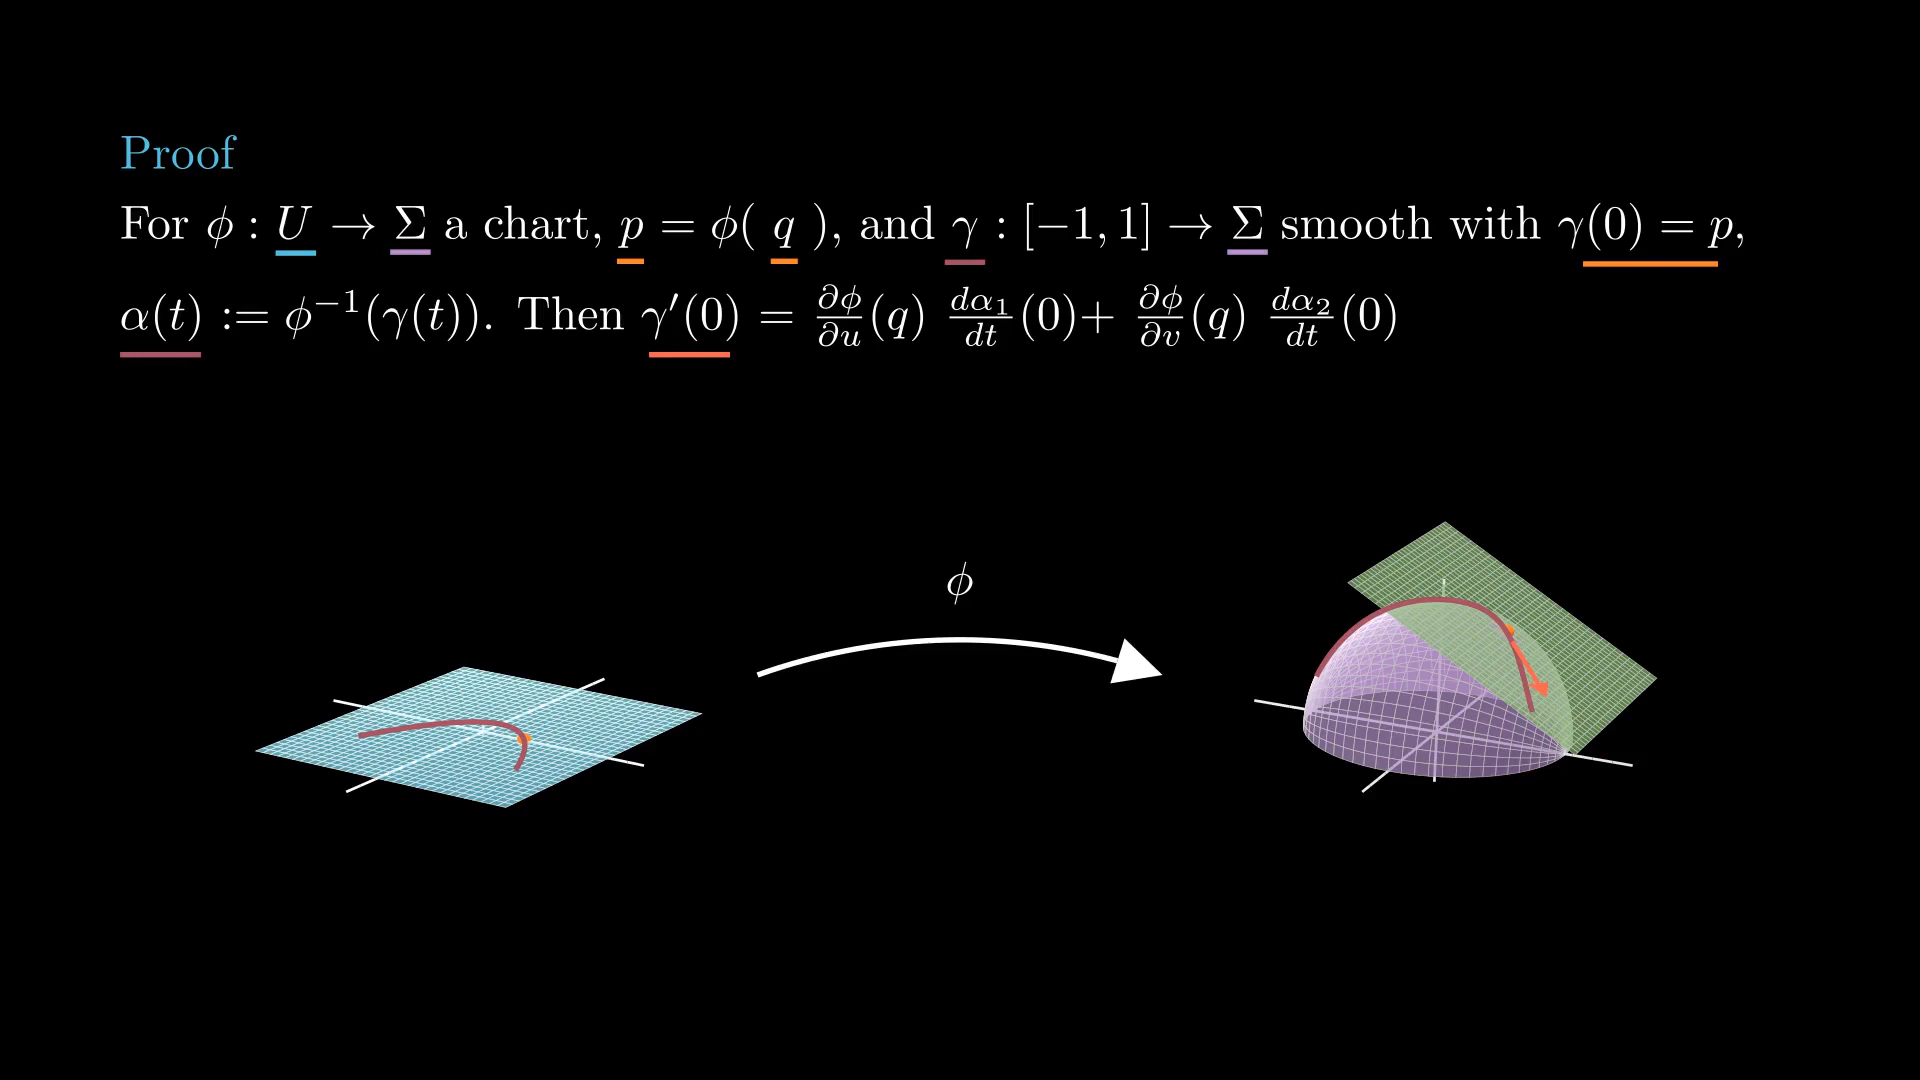 Proof
For ϕ : U → Σ a chart, p = ϕ( q ), and γ : [−1, 1] → Σ smooth with γ(0) = p,
α(t) := ϕ⁻¹(γ(t)). Then γ′(0) = ∂ϕ/∂u (q) dα₁/dt (0)+ ∂ϕ/∂v (q) dα₂/dt (0)
ϕ